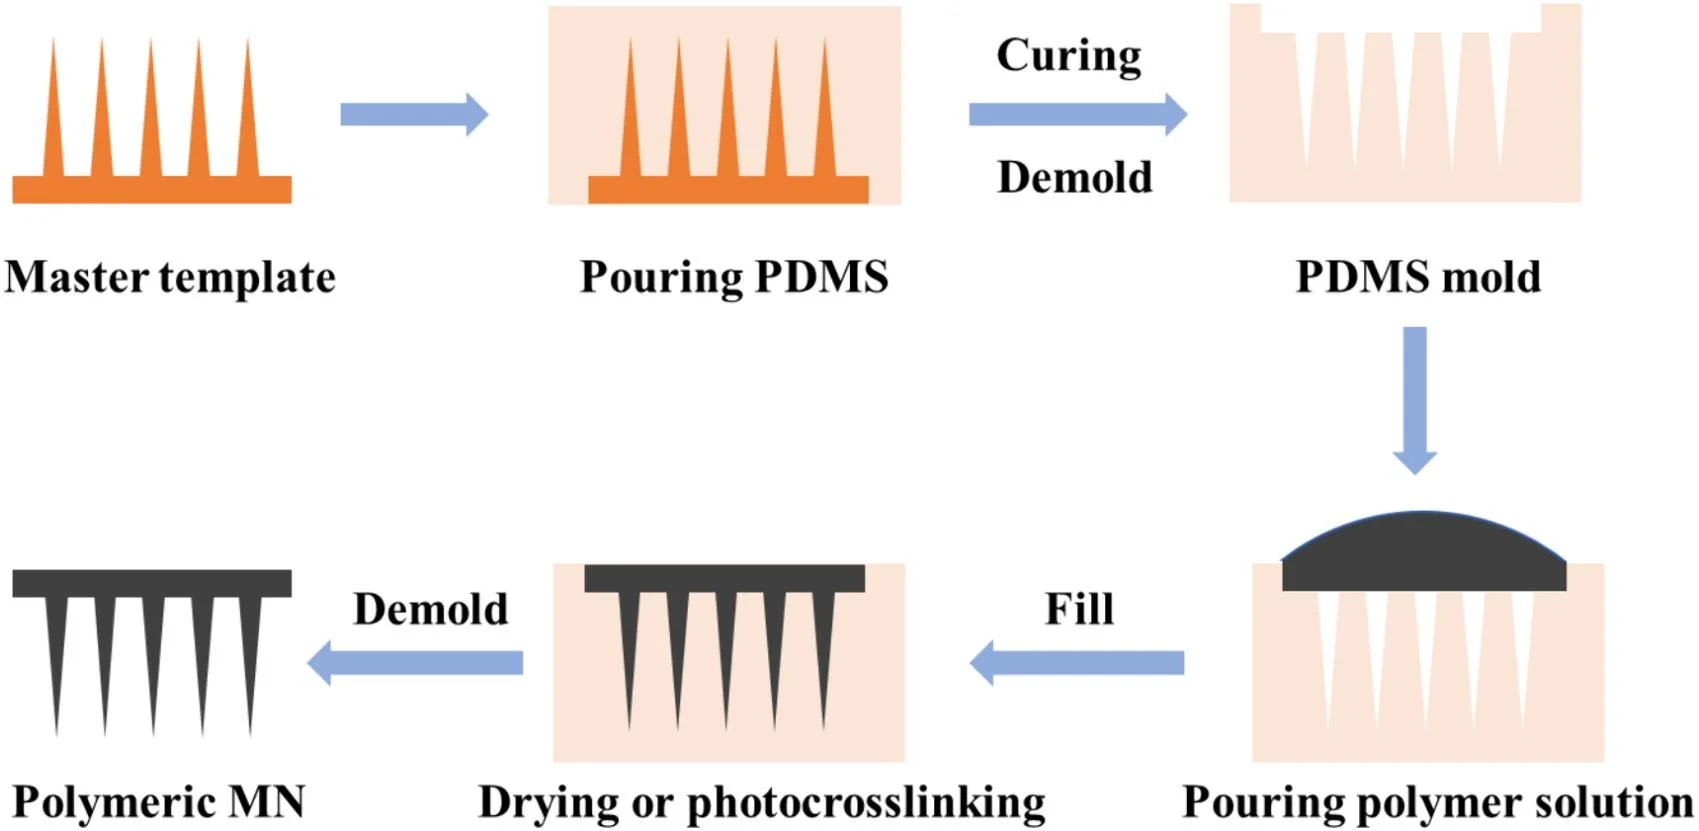 Master template
Pouring PDMS
Curing
Demold
PDMS mold
Pouring polymer solution
Fill
Drying or photocrosslinking
Demold
Polymeric MN